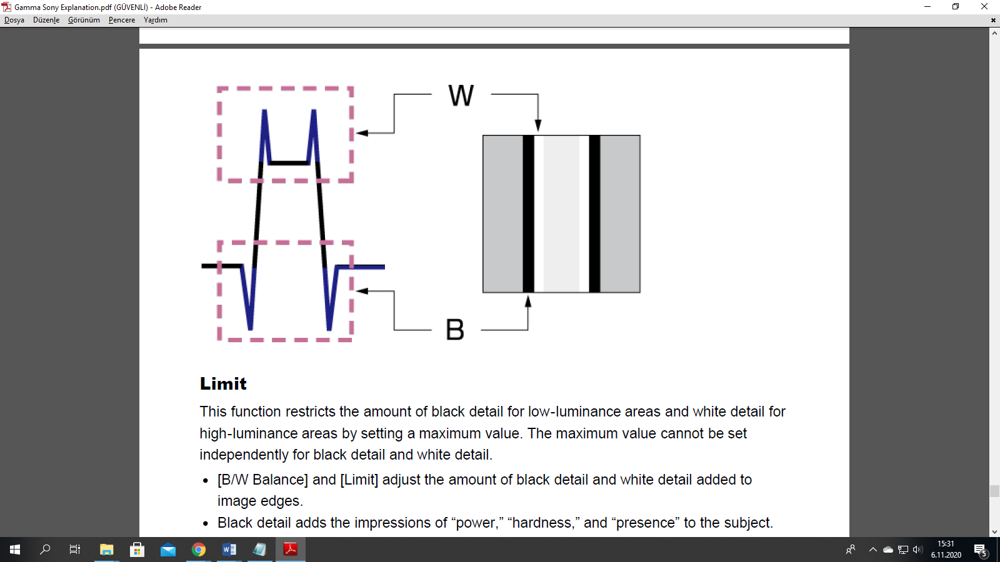 Gamma Sony Explanation.pdf (GÜVENLİ) - Adobe Reader
Dosya Düzenle Görünüm Pencere Yardım
W
B
Limit
This function restricts the amount of black detail for low-luminance areas and white detail for
high-luminance areas by setting a maximum value. The maximum value cannot be set
independently for black detail and white detail.
• [B/W Balance] and [Limit] adjust the amount of black detail and white detail added to
image edges.
• Black detail adds the impressions of “power,” “hardness,” and “presence” to the subject.
15:31
6.11.2020
5